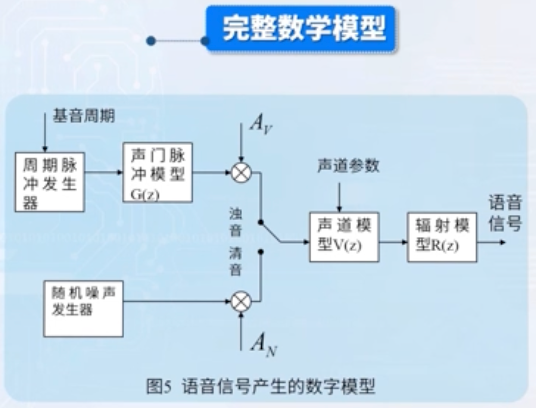 完整数学模型
基音周期
A_V
周期脉
冲发生
器
声门脉
冲模型
G(z)
声道参数
浊
音
清
音
声道模
型V(z)
辐射模
型R(z)
语音
信号
随机噪声
发生器
A_N
图5 语音信号产生的数字模型